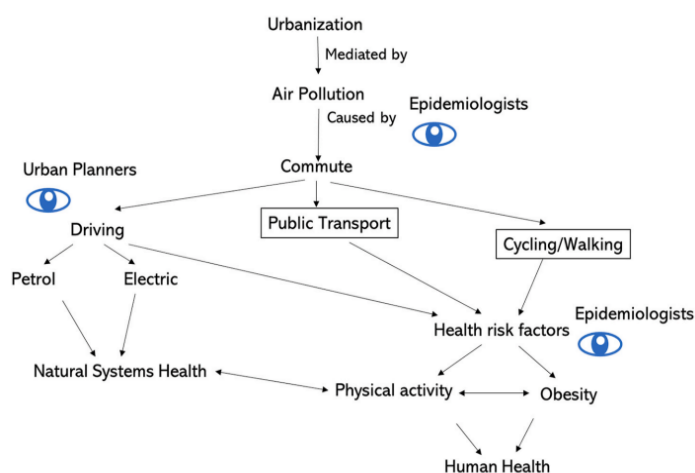 Urbanization
Mediated by
Air Pollution
Epidemiologists
Caused by
Commute
Urban Planners
Public Transport
Driving
Cycling/Walking
Petrol
Electric
Epidemiologists
Health risk factors
Natural Systems Health
Physical activity
Obesity
Human Health